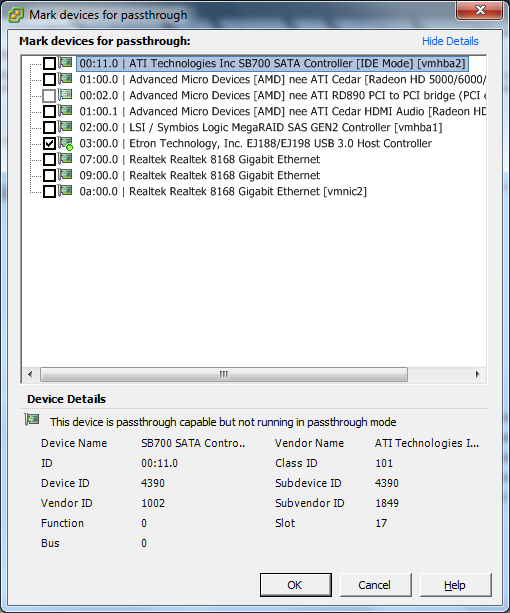 Mark devices for passthrough
Mark devices for passthrough:
Hide Details
00:11.0 | ATI Technologies Inc SB700 SATA Controller [IDE Mode] [vmhba2]
01:00.0 | Advanced Micro Devices [AMD] nee ATI Cedar [Radeon HD 5000/6000/
00:02.0 | Advanced Micro Devices [AMD] nee ATI RD890 PCI to PCI bridge (PCI e
01:00.1 | Advanced Micro Devices [AMD] nee ATI Cedar HDMI Audio [Radeon HD
02:00.0 | LSI / Symbios Logic MegaRAID SAS GEN2 Controller [vmhba1]
03:00.0 | Etron Technology, Inc. EJ188/EJ198 USB 3.0 Host Controller
07:00.0 | Realtek Realtek 8168 Gigabit Ethernet
09:00.0 | Realtek Realtek 8168 Gigabit Ethernet
0a:00.0 | Realtek Realtek 8168 Gigabit Ethernet [vmnic2]
Device Details
This device is passthrough capable but not running in passthrough mode
Device Name SB700 SATA Contro.. Vendor Name ATI Technologies I...
ID 00:11.0 Class ID 101
Device ID 4390 Subdevice ID 4390
Vendor ID 1002 Subvendor ID 1849
Function 0 Slot 17
Bus 0
OK Cancel Help